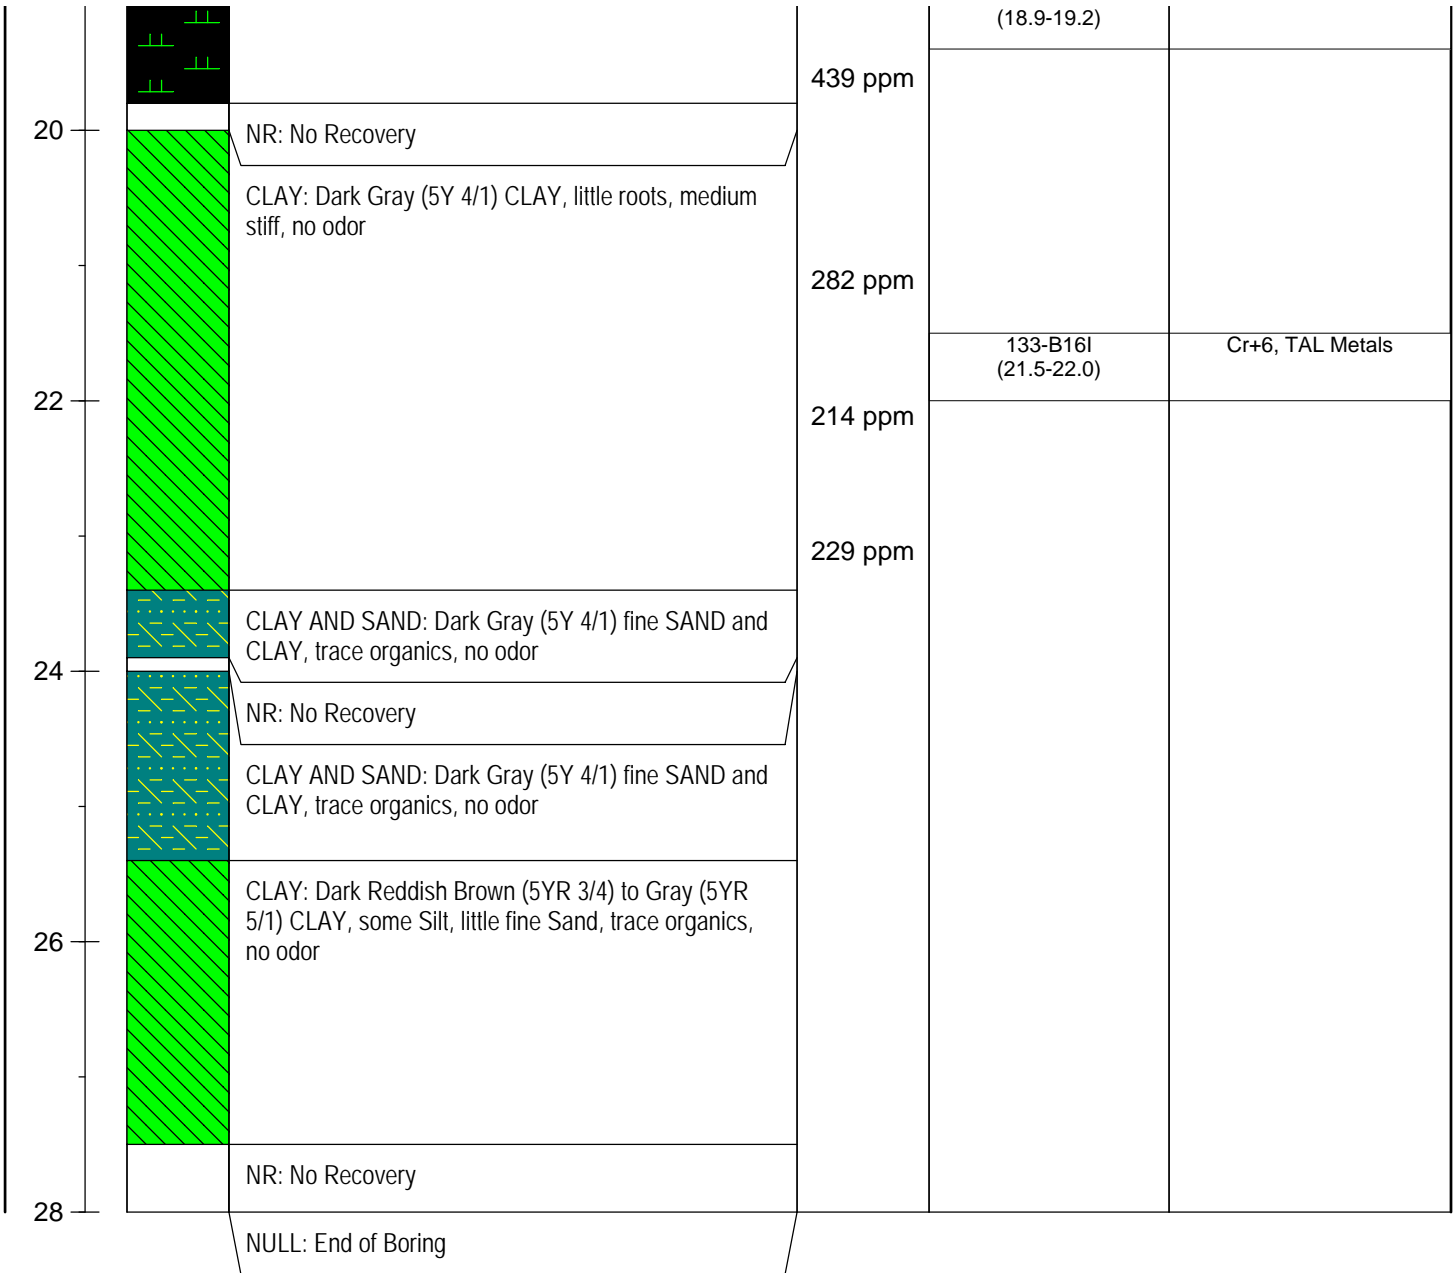 (18.9-19.2)
439 ppm
20
NR: No Recovery
CLAY: Dark Gray (5Y 4/1) CLAY, little roots, medium
stiff, no odor
282 ppm
133-B16I
(21.5-22.0)
Cr+6, TAL Metals
22
214 ppm
229 ppm
CLAY AND SAND: Dark Gray (5Y 4/1) fine SAND and
CLAY, trace organics, no odor
24
NR: No Recovery
CLAY AND SAND: Dark Gray (5Y 4/1) fine SAND and
CLAY, trace organics, no odor
CLAY: Dark Reddish Brown (5YR 3/4) to Gray (5YR
5/1) CLAY, some Silt, little fine Sand, trace organics,
no odor
26
NR: No Recovery
28
NULL: End of Boring